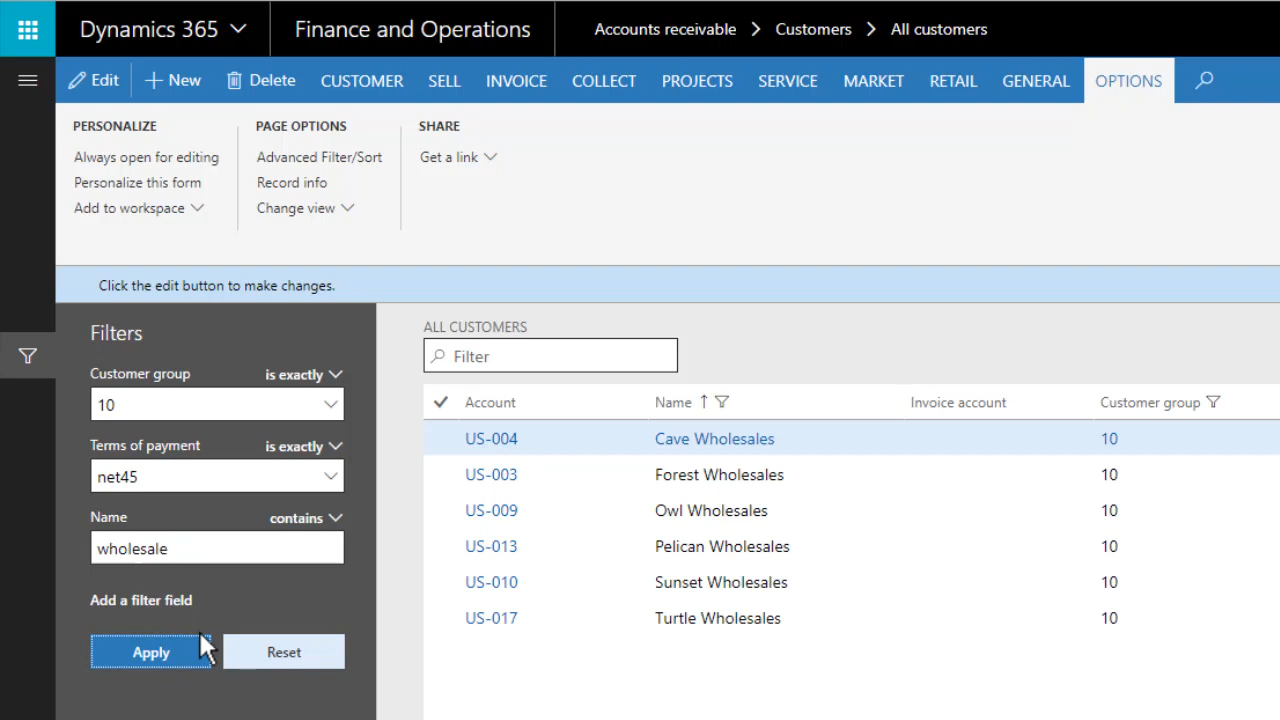 Dynamics 365 Finance and Operations Accounts receivable Customers All customers
Edit New Delete CUSTOMER SELL INVOICE COLLECT PROJECTS SERVICE MARKET RETAIL GENERAL OPTIONS
PERSONALIZE
Always open for editing
Personalize this form
Add to workspace
PAGE OPTIONS
Advanced Filter/Sort
Record info
Change view
SHARE
Get a link
Click the edit button to make changes.
Filters
Customer group is exactly
10
Terms of payment is exactly
net45
Name contains
wholesale
Add a filter field
Apply Reset
ALL CUSTOMERS
Filter
Account Name Invoice account Customer group
US-004 Cave Wholesales 10
US-003 Forest Wholesales 10
US-009 Owl Wholesales 10
US-013 Pelican Wholesales 10
US-010 Sunset Wholesales 10
US-017 Turtle Wholesales 10